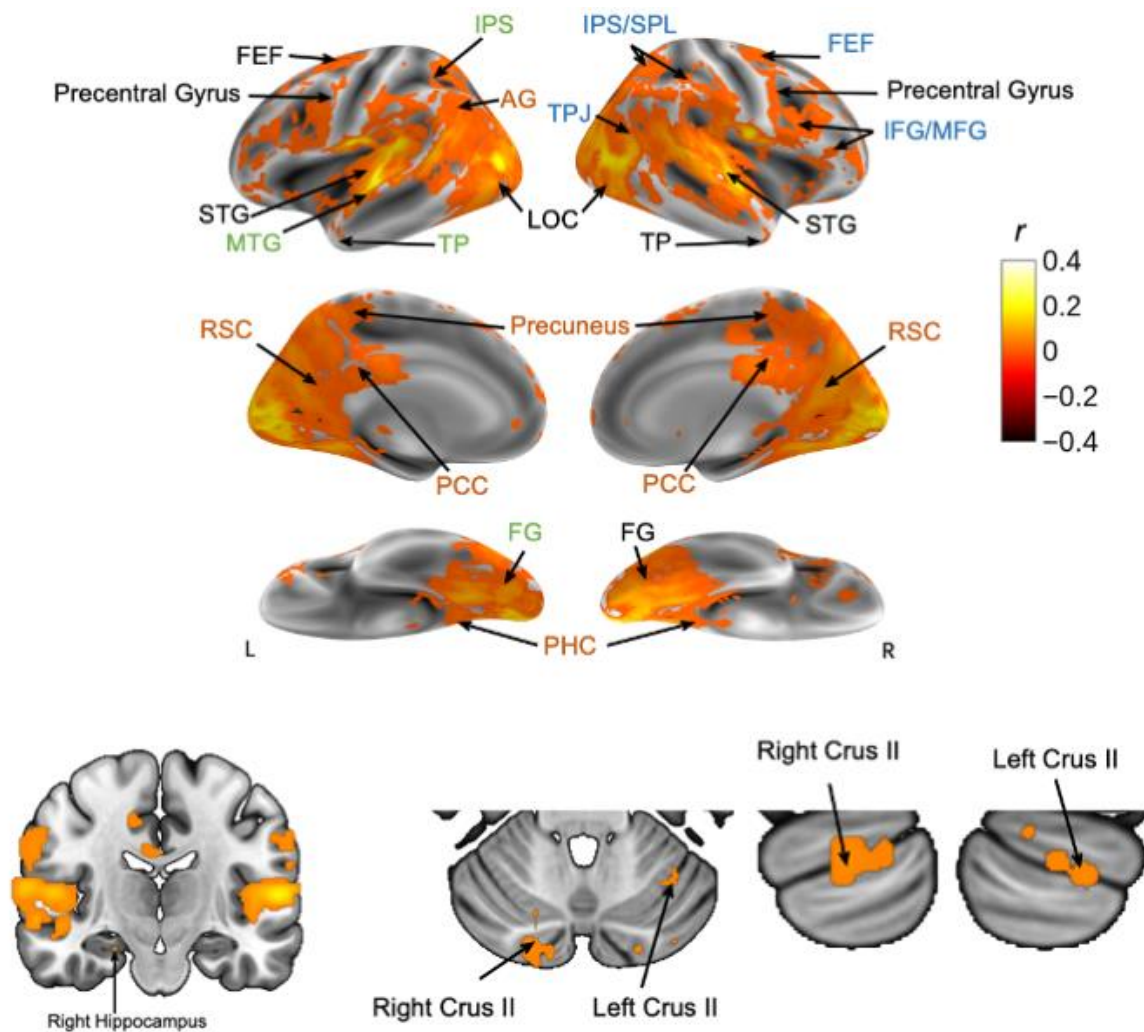 IPS
IPS/SPL
FEF
FEF
Precentral Gyrus
Precentral Gyrus
AG
TPJ
IFG/MFG
STG
LOC
STG
MTG
TP
TP
r
0.4
0.2
0
−0.2
−0.4
Precuneus
RSC
RSC
PCC
PCC
FG
FG
PHC
L
R
Right Crus II
Left Crus II
Right Crus II
Left Crus II
Right Hippocampus